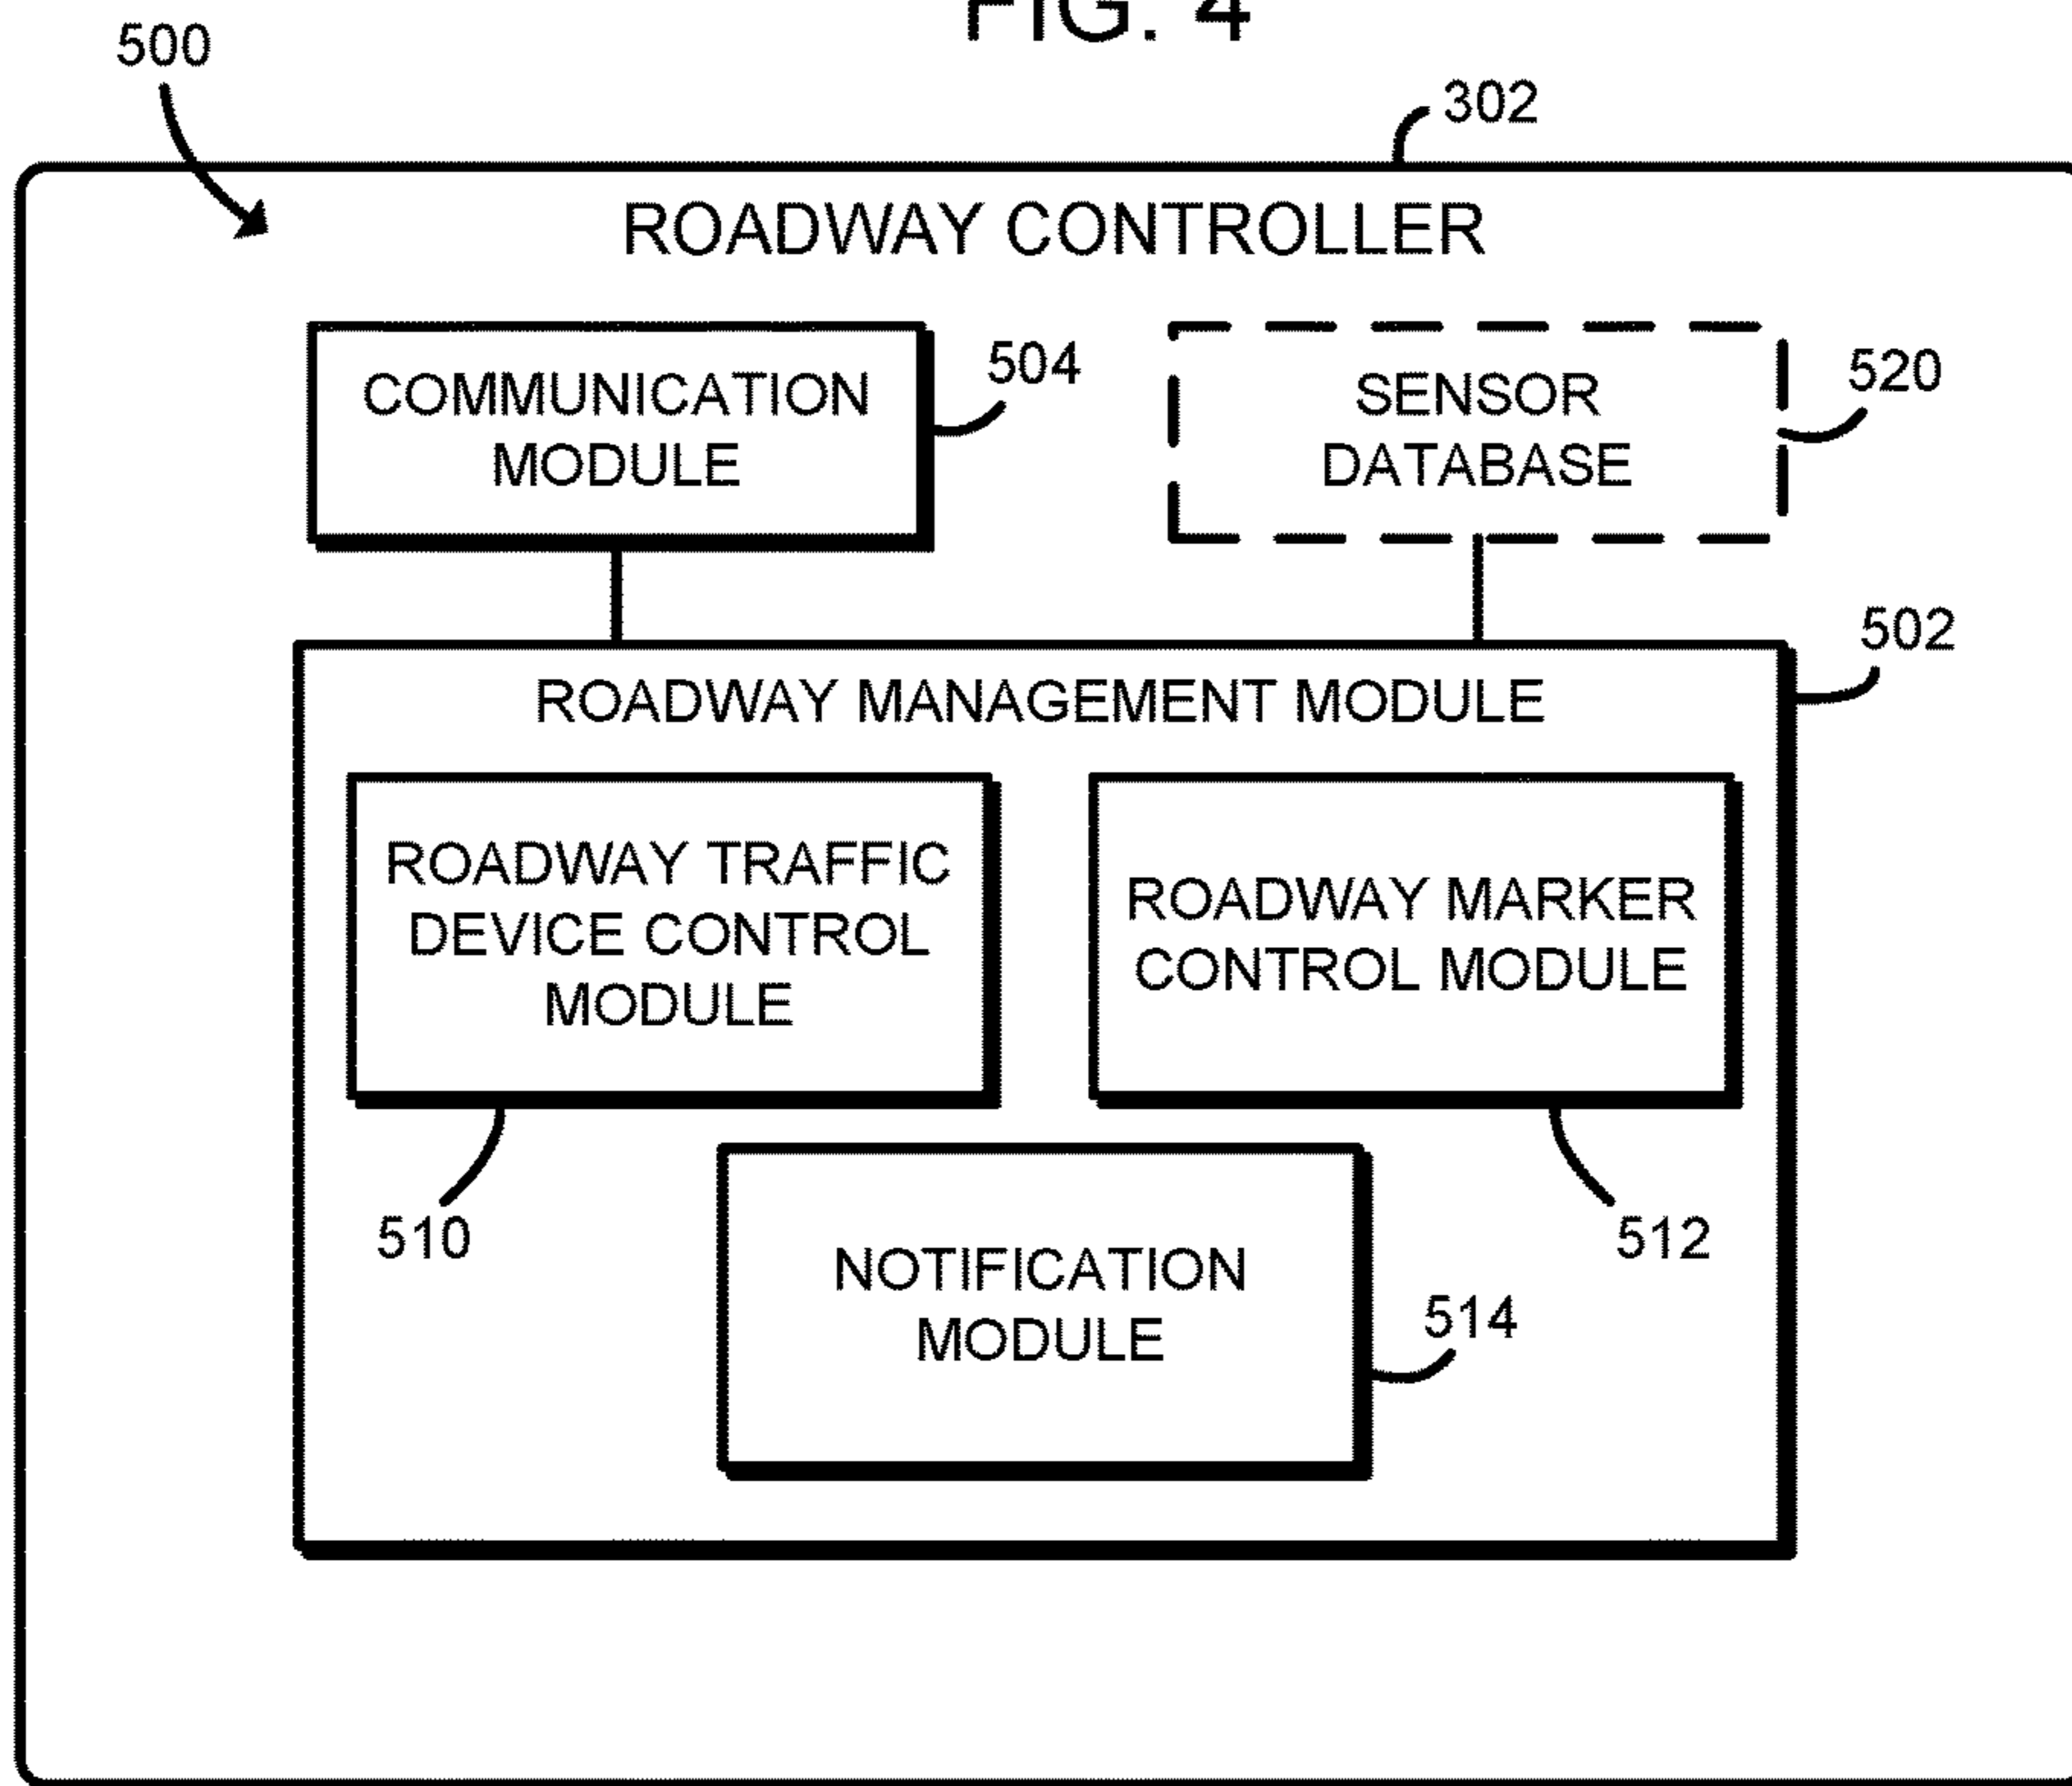 FIG. 4
500
302
ROADWAY CONTROLLER
COMMUNICATION
MODULE
504
SENSOR
DATABASE
520
502
ROADWAY MANAGEMENT MODULE
ROADWAY TRAFFIC
DEVICE CONTROL
MODULE
ROADWAY MARKER
CONTROL MODULE
510
512
NOTIFICATION
MODULE
514